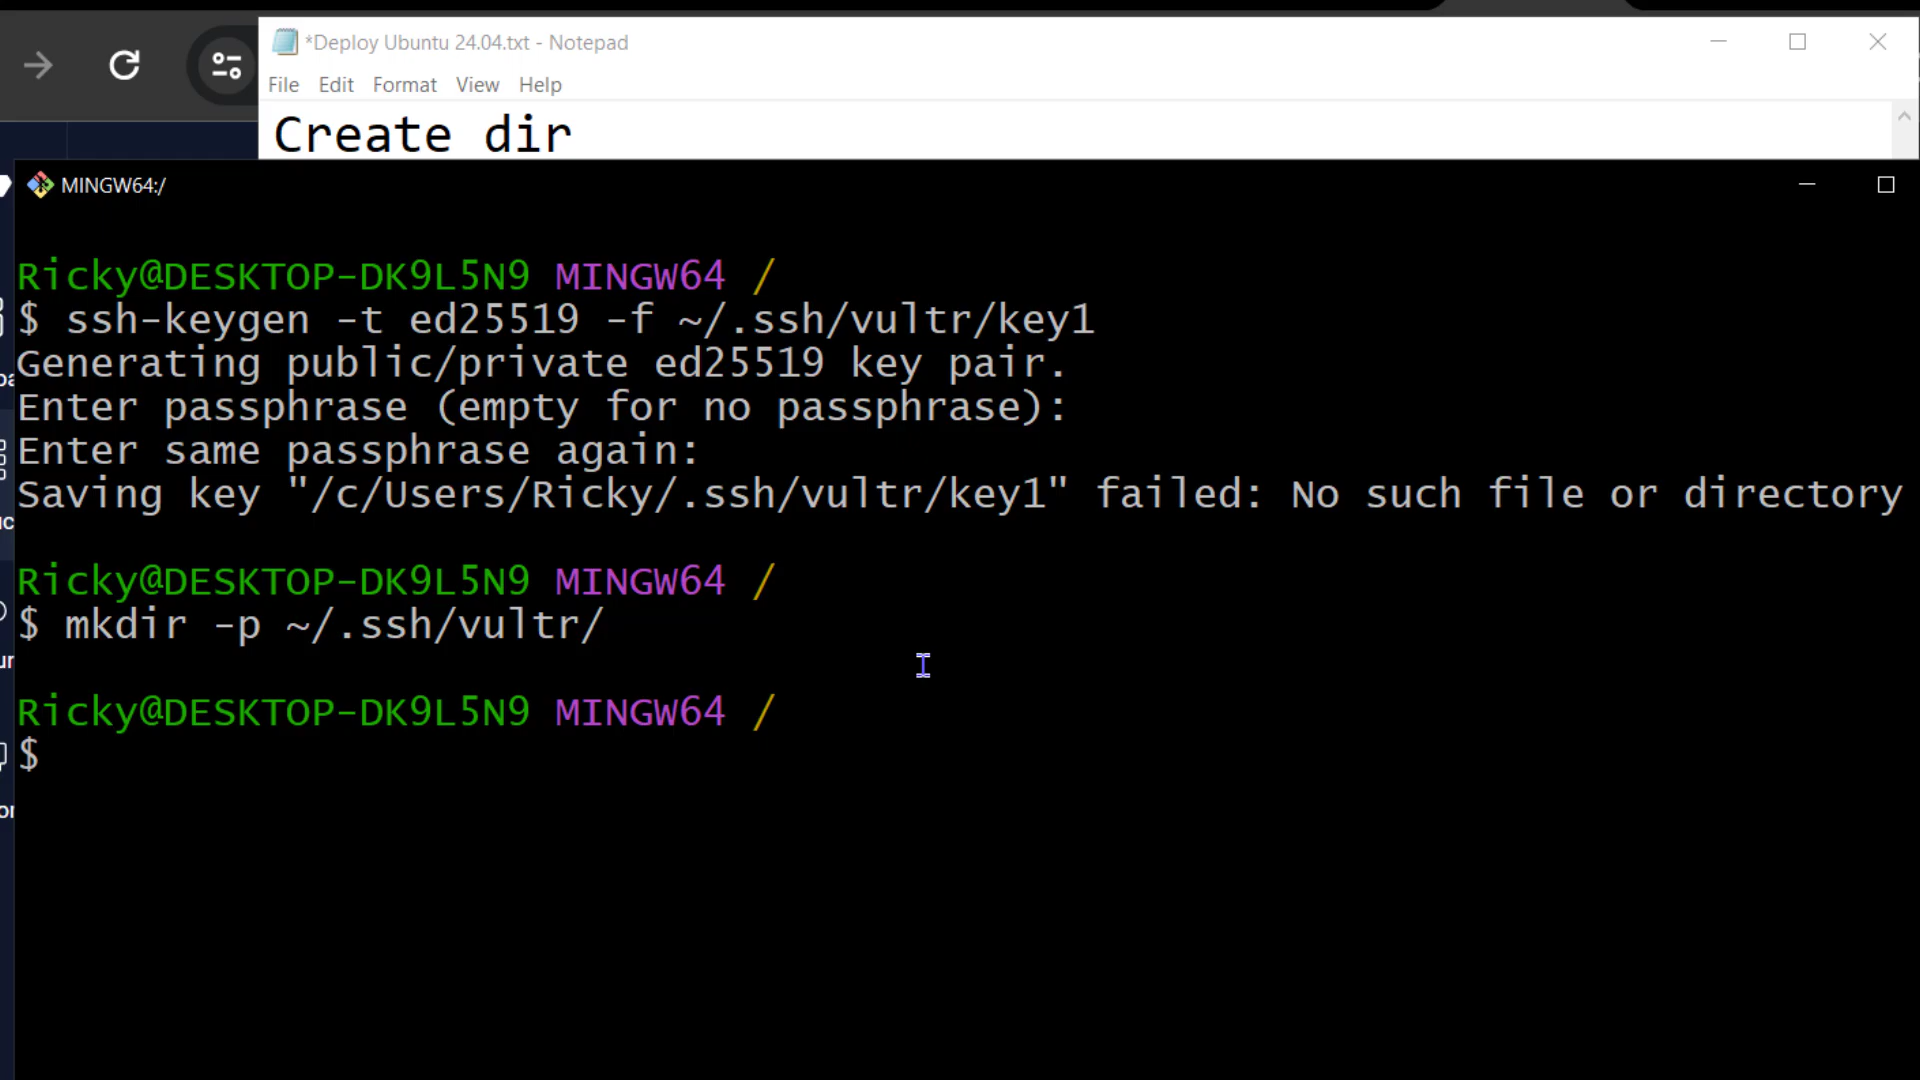 *Deploy Ubuntu 24.04.txt - Notepad
File Edit Format View Help
Create dir
MINGW64:/
Ricky@DESKTOP-DK9L5N9 MINGW64 /
$ ssh-keygen -t ed25519 -f ~/.ssh/vultr/key1
Generating public/private ed25519 key pair.
Enter passphrase (empty for no passphrase):
Enter same passphrase again:
Saving key "/c/Users/Ricky/.ssh/vultr/key1" failed: No such file or directory
Ricky@DESKTOP-DK9L5N9 MINGW64 /
$ mkdir -p ~/.ssh/vultr/
Ricky@DESKTOP-DK9L5N9 MINGW64 /
$